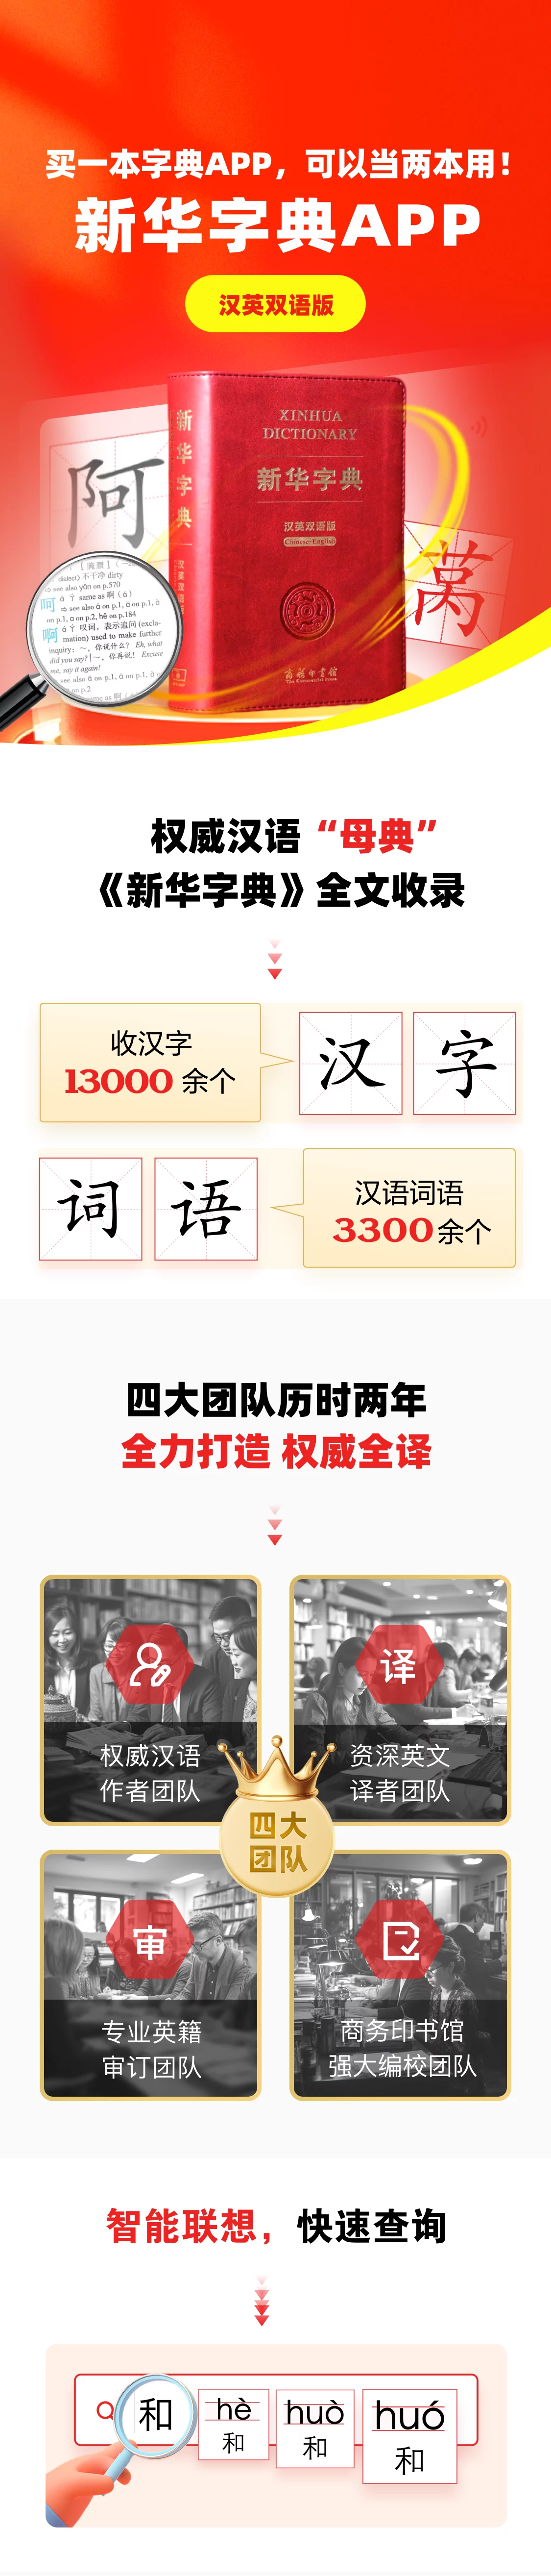 买一本字典APP，可以当两本用！
新华字典APP
汉英双语版
阿
新华字典
汉英双语版
XINHUA
DICTIONARY
新华字典
汉英双语版
Chinese-English
商务印书馆
The Commercial Press
莴
dialect〉不干净 dirty
⇨ see also yān on p.570
呵 ā ㄚ same as 啊 (ā)
⇨ see also ā on p.1, á on p.1, ǎ
on p.1, ɑ on p.2, hē on p.184
啊 á ㄚˊ 叹词，表示追问 (excla-
mation) used to make further
inquiry: ～，你说什么？ Eh, what
did you say? | ～，你再说！ Excuse
me, say it again!
see also ā on p.1, ǎ on p.1, à
on p.2
权威汉语“母典”
《新华字典》全文收录
收汉字
13000 余个
汉字
词语
汉语词语
3300余个
四大团队历时两年
全力打造 权威全译
权威汉语
作者团队
译
资深英文
译者团队
四大
团队
审
专业英籍
审订团队
商务印书馆
强大编校团队
智能联想，快速查询
和
hè
和
huò
和
huó
和